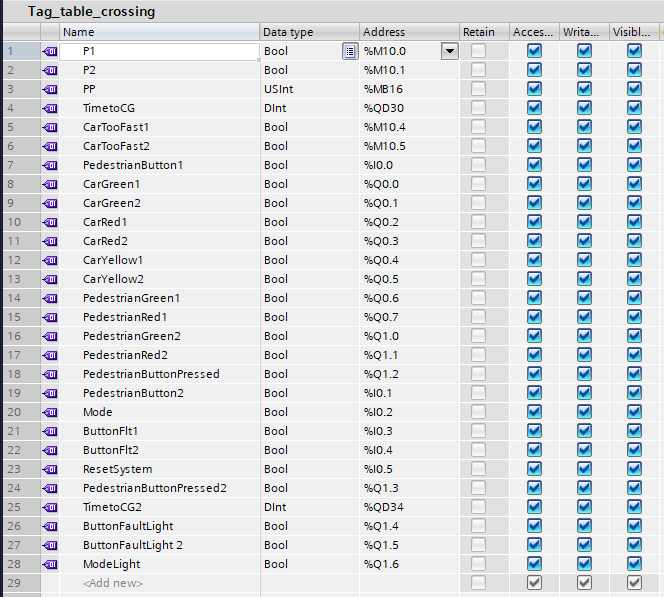 Tag_table_crossing
Name Data type Address Retain Acces... Writa... Visibl...
1 P1 Bool %M10.0
2 P2 Bool %M10.1
3 PP USInt %MB16
4 TimetoCG DInt %QD30
5 CarTooFast1 Bool %M10.4
6 CarTooFast2 Bool %M10.5
7 PedestrianButton1 Bool %I0.0
8 CarGreen1 Bool %Q0.0
9 CarGreen2 Bool %Q0.1
10 CarRed1 Bool %Q0.2
11 CarRed2 Bool %Q0.3
12 CarYellow1 Bool %Q0.4
13 CarYellow2 Bool %Q0.5
14 PedestrianGreen1 Bool %Q0.6
15 PedestrianRed1 Bool %Q0.7
16 PedestrianGreen2 Bool %Q1.0
17 PedestrianRed2 Bool %Q1.1
18 PedestrianButtonPressed Bool %Q1.2
19 PedestrianButton2 Bool %I0.1
20 Mode Bool %I0.2
21 ButtonFlt1 Bool %I0.3
22 ButtonFlt2 Bool %I0.4
23 ResetSystem Bool %I0.5
24 PedestrianButtonPressed2 Bool %Q1.3
25 TimetoCG2 DInt %QD34
26 ButtonFaultLight Bool %Q1.4
27 ButtonFaultLight 2 Bool %Q1.5
28 ModeLight Bool %Q1.6
29 <Add new>